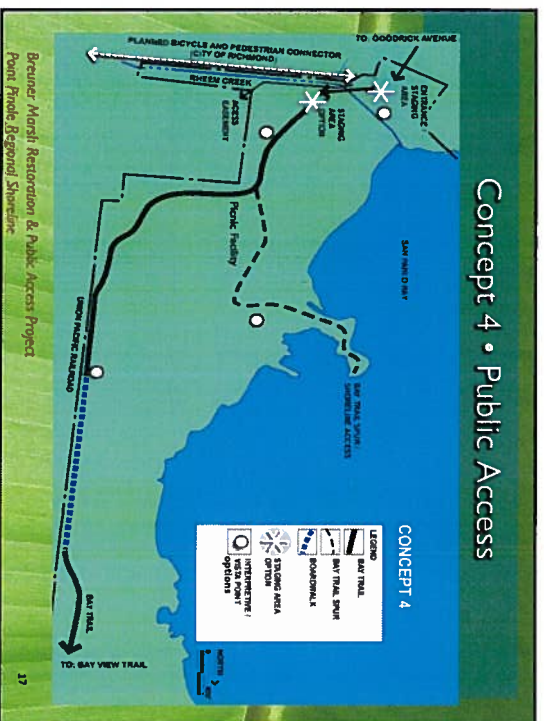 Concept 4 • Public Access
TO: GOODRICK AVENUE
PLANNED BICYCLE AND PEDESTRIAN CONNECTOR
(CITY OF RICHMOND)
RHEEM CREEK
ENTRANCE /
STAGING
AREA
STAGING
AREA
OPTION
ACESS
EASEMENT
Picnic Facility
SAN PABLO BAY
BAY TRAIL SPUR /
SHORELINE ACCESS
UNION PACIFIC RAILROAD
BAY TRAIL
TO: BAY VIEW TRAIL
CONCEPT 4
LEGEND
BAY TRAIL
BAY TRAIL SPUR
BOARDWALK
STAGING AREA
OPTION
INTERPRETIVE /
VISTA POINT
options
NORTH
Breuner Marsh Restoration & Public Access Project
Point Pinole Regional Shoreline
17